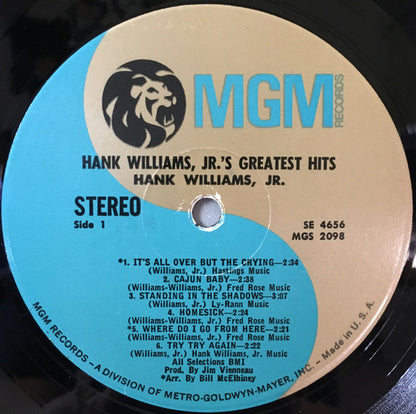 MGM
RECORDS
HANK WILLIAMS, JR.'S GREATEST HITS
HANK WILLIAMS, JR.
STEREO
Side 1
SE 4656
MGS 2098
*1. IT'S ALL OVER BUT THE CRYING—2:34
(Williams, Jr.) Hastings Music
2. CAJUN BABY—2:38
(Williams-Williams, Jr.) Fred Rose Music
3. STANDING IN THE SHADOWS—3:07
(Williams, Jr.) Ly-Rann Music
4. HOMESICK—2:24
(Williams-Williams, Jr.) Fred Rose Music
*5. WHERE DO I GO FROM HERE—2:21
(Williams-Williams, Jr.) Fred Rose Music
6. TRY TRY AGAIN—2:22
(Williams, Jr.) Hank Williams, Jr. Music
All Selections BMI
Prod. By Jim Vienneau
*Arr. By Bill McElhiney
MGM RECORDS — A DIVISION OF METRO-GOLDWYN-MAYER, INC. — Made in U.S.A.